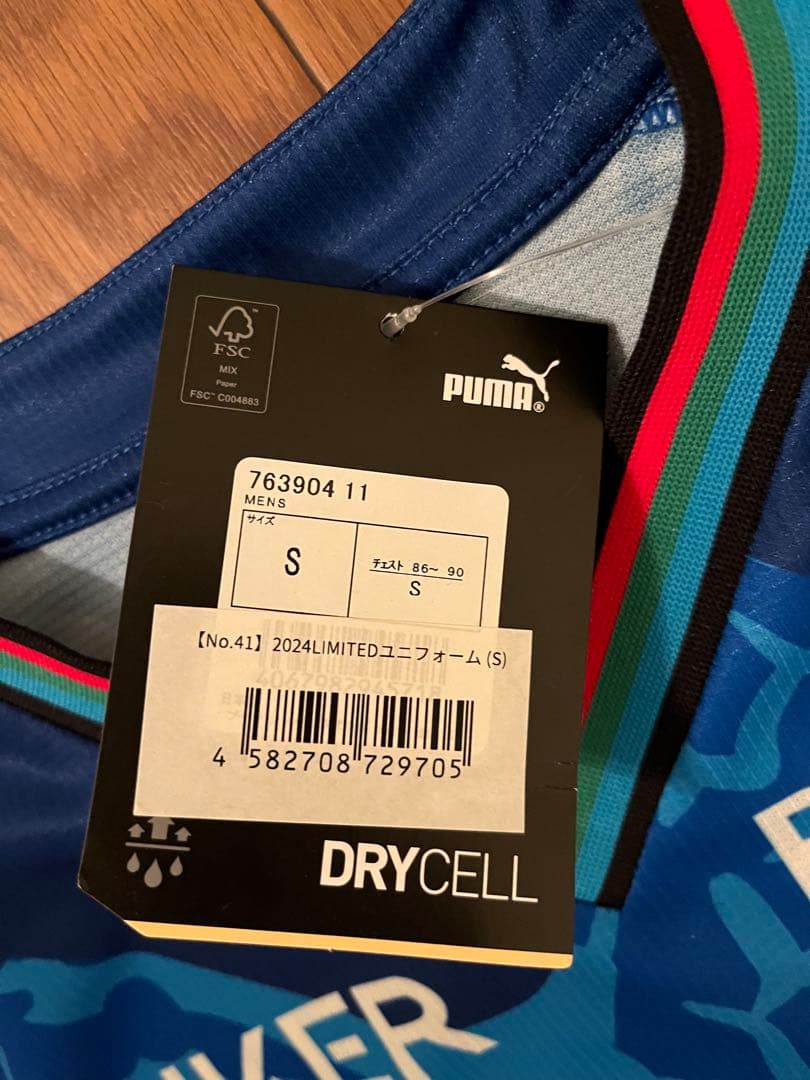 FSC
MIX
Paper
FSC™ C004883
PUMA®
763904 11
MENS
サイズ
S
チェスト 86～ 90
S
【No.41】2024LIMITEDユニフォーム (S)
4 582708 729705
DRYCELL
KER